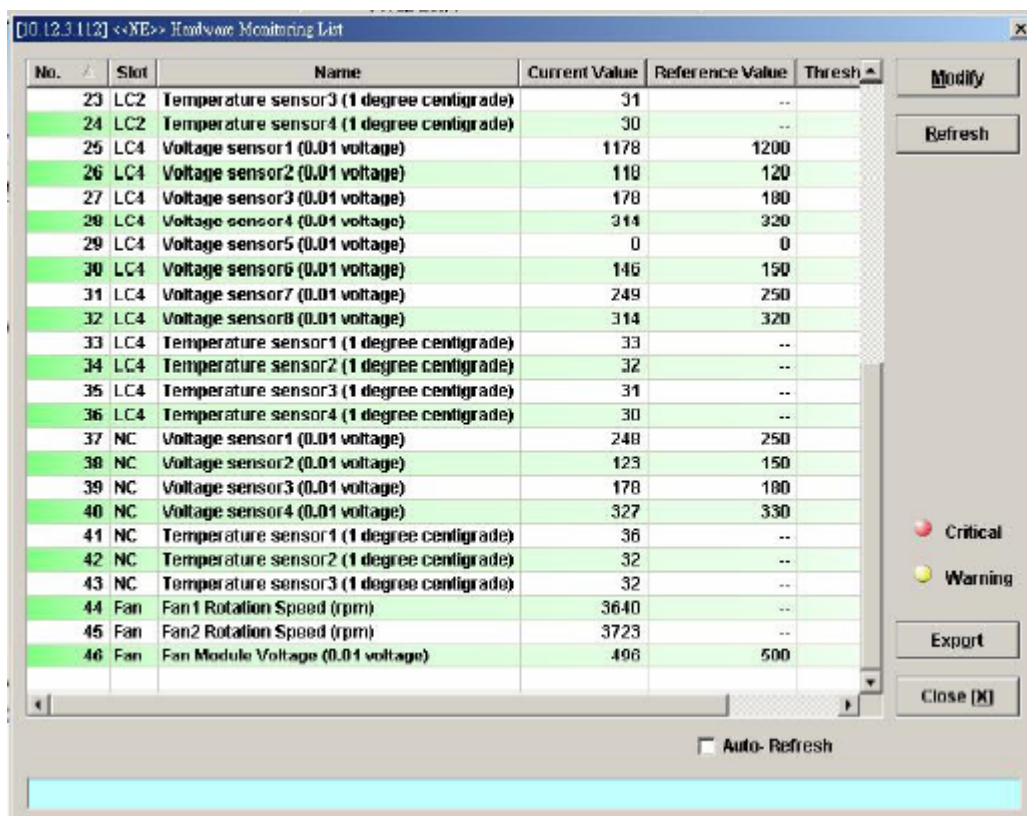 [10.12.3.112] <<NE>> Hardware Monitoring List
No. Slot Name Current Value Reference Value Thresh
23 LC2 Temperature sensor3 (1 degree centigrade) 31 --
24 LC2 Temperature sensor4 (1 degree centigrade) 30 --
25 LC4 Voltage sensor1 (0.01 voltage) 1178 1200
26 LC4 Voltage sensor2 (0.01 voltage) 118 120
27 LC4 Voltage sensor3 (0.01 voltage) 178 180
28 LC4 Voltage sensor4 (0.01 voltage) 314 320
29 LC4 Voltage sensor5 (0.01 voltage) 0 0
30 LC4 Voltage sensor6 (0.01 voltage) 146 150
31 LC4 Voltage sensor7 (0.01 voltage) 249 250
32 LC4 Voltage sensor8 (0.01 voltage) 314 320
33 LC4 Temperature sensor1 (1 degree centigrade) 33 --
34 LC4 Temperature sensor2 (1 degree centigrade) 32 --
35 LC4 Temperature sensor3 (1 degree centigrade) 31 --
36 LC4 Temperature sensor4 (1 degree centigrade) 30 --
37 NC Voltage sensor1 (0.01 voltage) 248 250
38 NC Voltage sensor2 (0.01 voltage) 123 150
39 NC Voltage sensor3 (0.01 voltage) 178 180
40 NC Voltage sensor4 (0.01 voltage) 327 330
41 NC Temperature sensor1 (1 degree centigrade) 36 --
42 NC Temperature sensor2 (1 degree centigrade) 32 --
43 NC Temperature sensor3 (1 degree centigrade) 32 --
44 Fan Fan1 Rotation Speed (rpm) 3640 --
45 Fan Fan2 Rotation Speed (rpm) 3723 --
46 Fan Fan Module Voltage (0.01 voltage) 496 500
Modify
Refresh
Critical
Warning
Export
Close [X]
Auto- Refresh